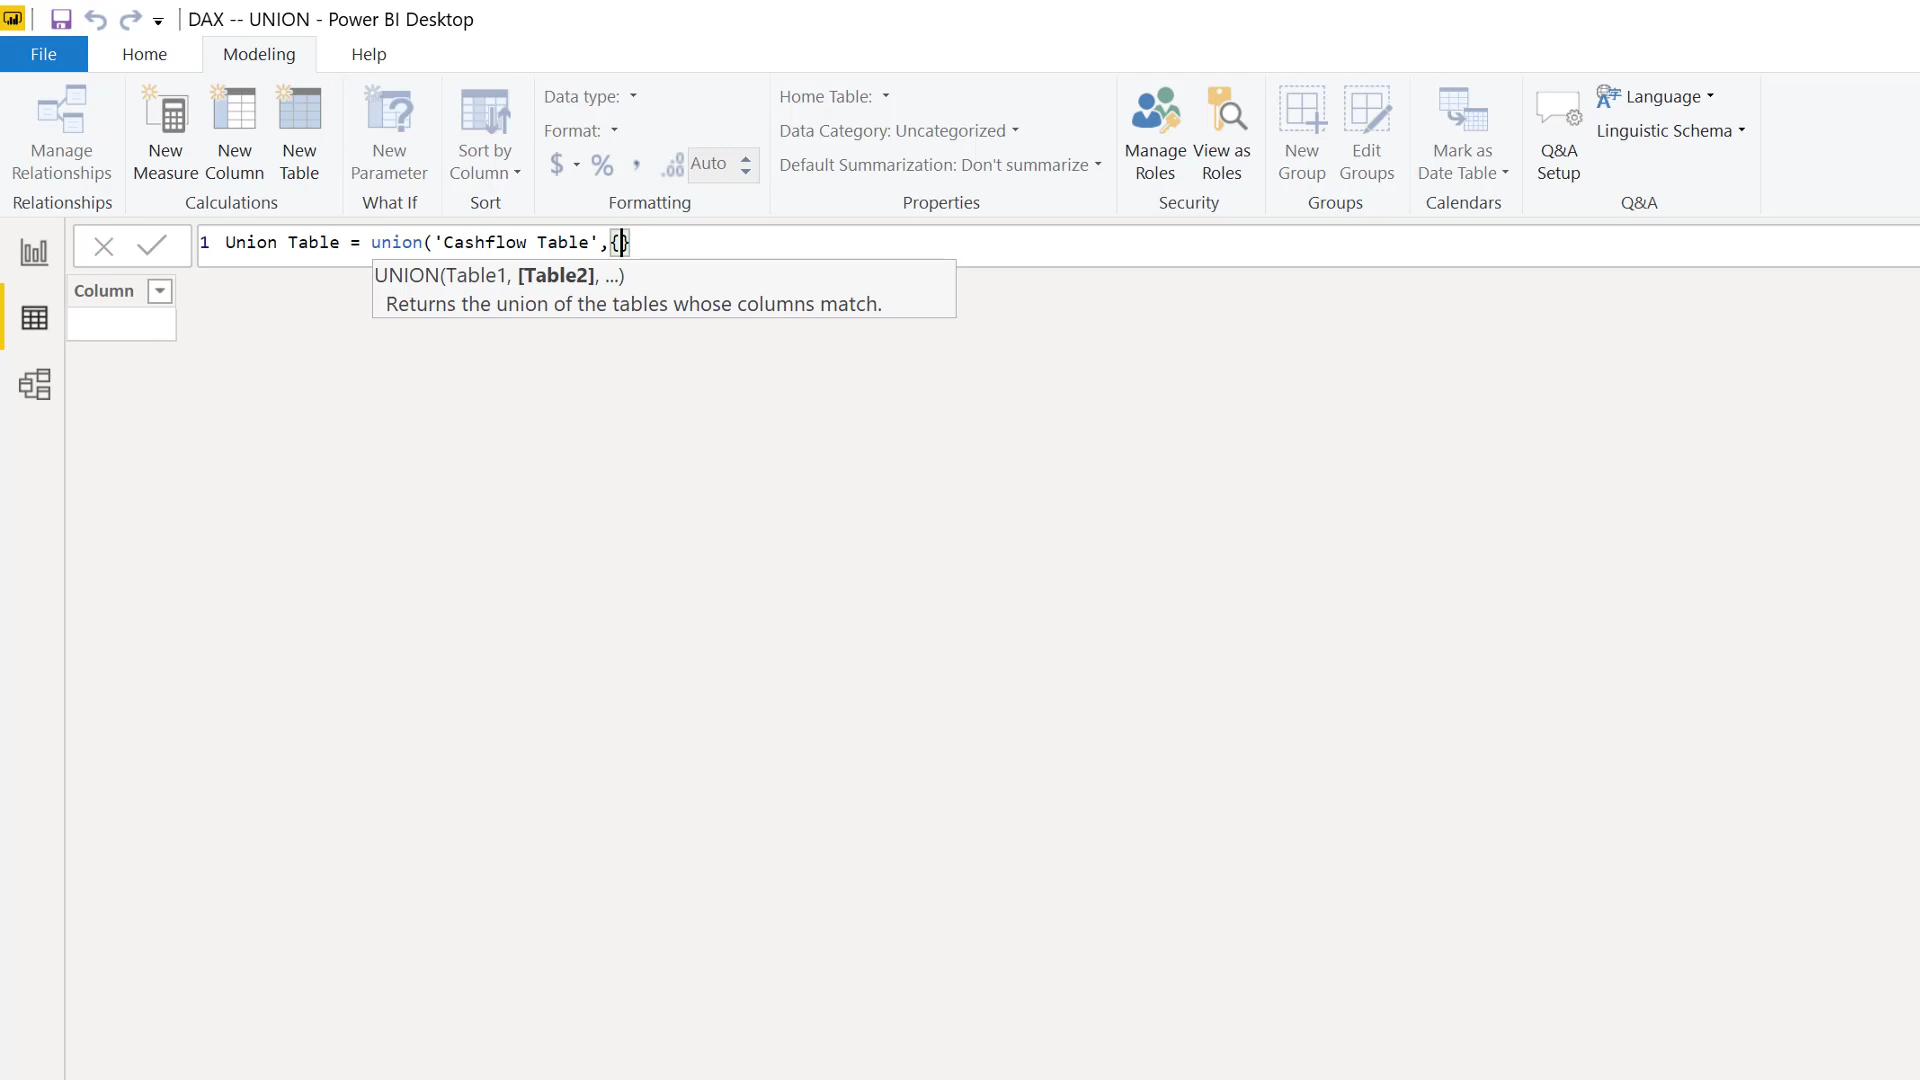 DAX -- UNION - Power BI Desktop
File Home Modeling Help
Manage Relationships
Relationships
New Measure
New Column
New Table
Calculations
New Parameter
What If
Sort by Column
Sort
Data type:
Format:
$ % , .00 Auto
Formatting
Home Table:
Data Category: Uncategorized
Default Summarization: Don't summarize
Properties
Manage Roles
View as Roles
Security
New Group
Edit Groups
Groups
Mark as Date Table
Calendars
Q&A Setup
Language
Linguistic Schema
Q&A
1 Union Table = union('Cashflow Table',{}
UNION(Table1, [Table2], ...)
Returns the union of the tables whose columns match.
Column